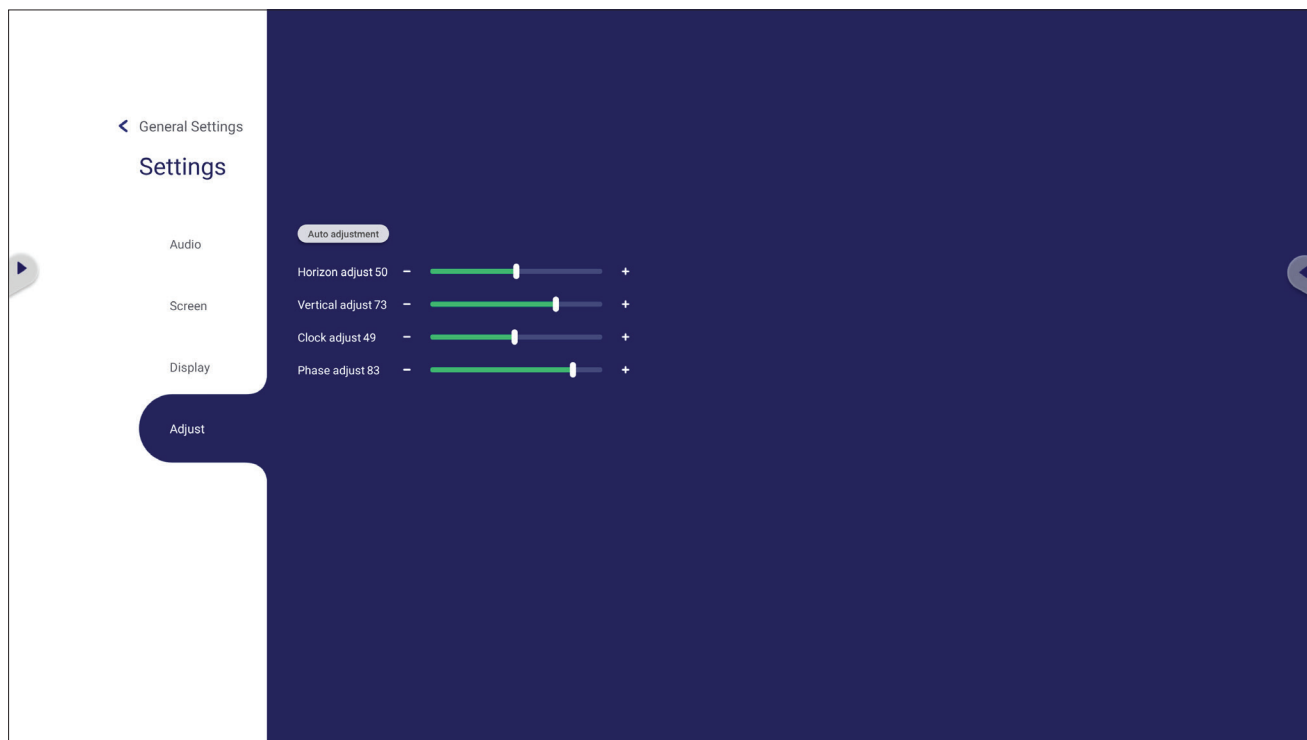 General Settings
Settings
Audio
Screen
Display
Adjust
Auto adjustment
Horizon adjust 50 - +
Vertical adjust 73 - +
Clock adjust 49 - +
Phase adjust 83 - +